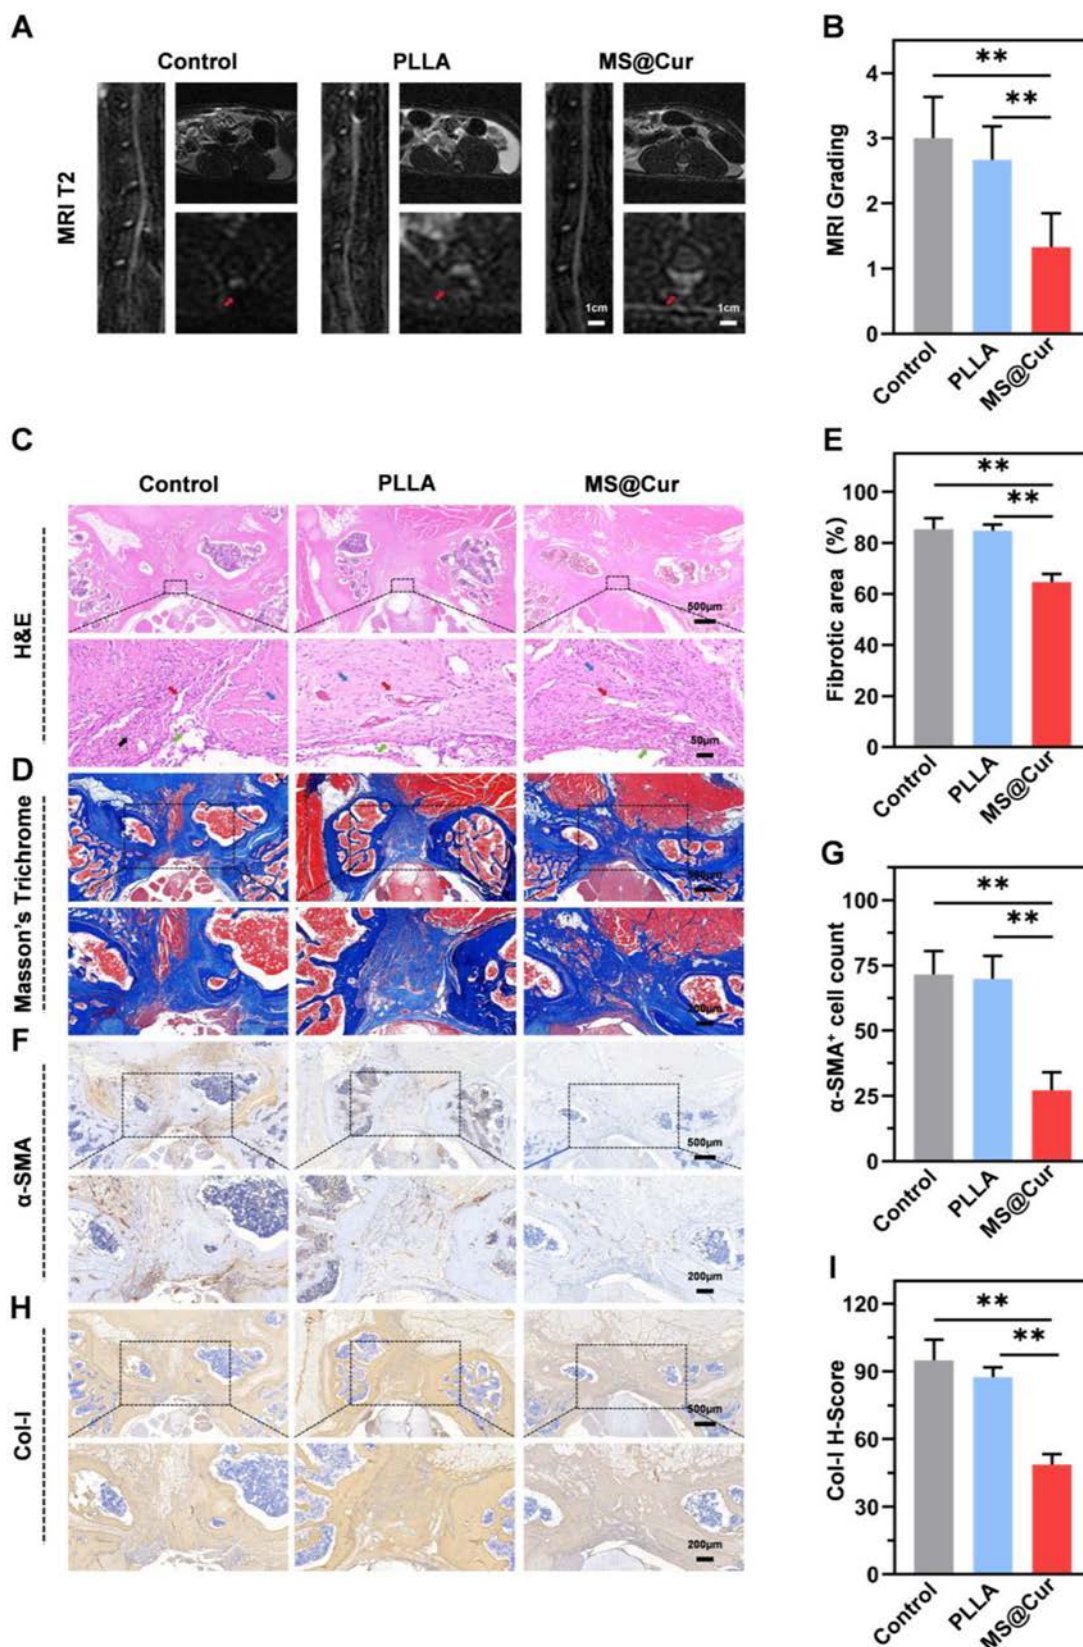 A
Control
PLLA
MS@Cur
MRI T2
1cm
1cm
B
**
**
MRI Grading
4
3
2
1
0
Control
PLLA
MS@Cur
C
Control
PLLA
MS@Cur
H&E
500μm
50μm
E
**
**
Fibrotic area (%)
100
80
60
40
20
0
Control
PLLA
MS@Cur
D
Masson's Trichrome
500μm
200μm
G
**
**
α-SMA+ cell count
100
75
50
25
0
Control
PLLA
MS@Cur
F
α-SMA
500μm
200μm
H
Col-I
500μm
200μm
I
**
**
Col-I H-Score
120
90
60
30
0
Control
PLLA
MS@Cur